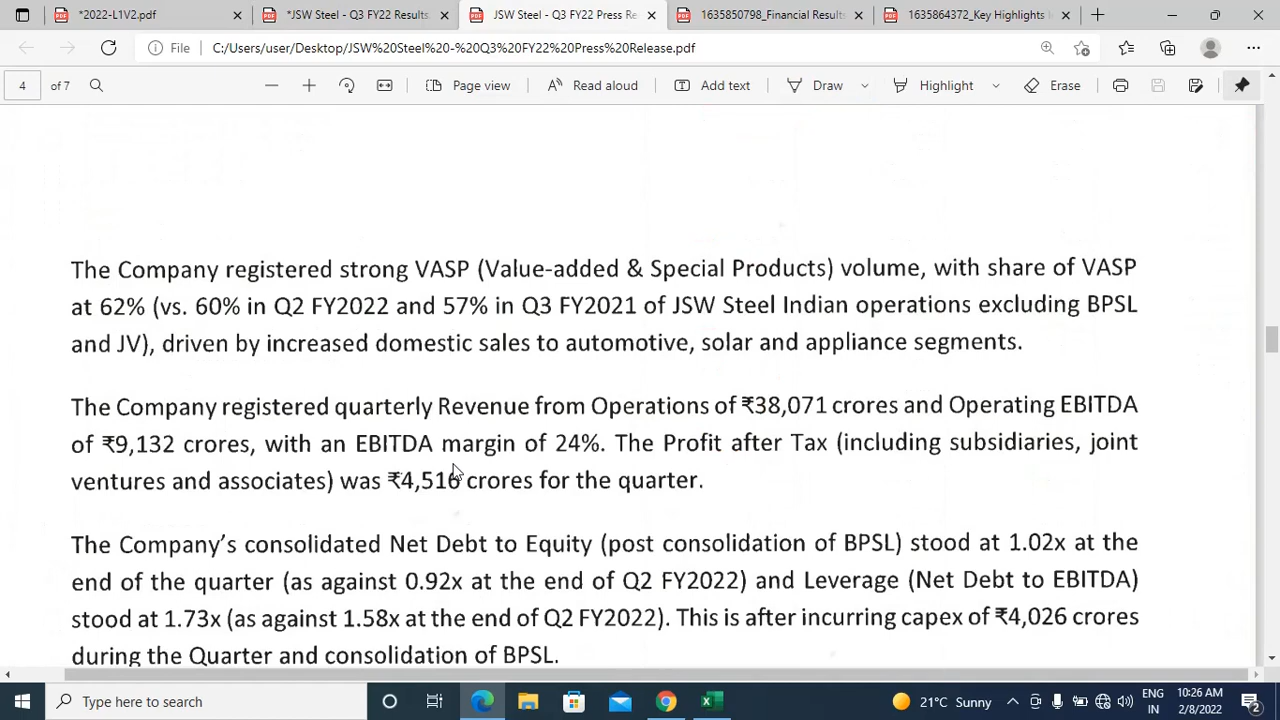 *2022-L1V2.pdf
*JSW Steel - Q3 FY22 Results
JSW Steel - Q3 FY22 Press Re
1635850798_Financial Results
1635864372_Key Highlights
File
C:/Users/user/Desktop/JSW%20Steel%20-%20Q3%20FY22%20Press%20Release.pdf
4 of 7
Page view
Read aloud
Add text
Draw
Highlight
Erase
The Company registered strong VASP (Value-added & Special Products) volume, with share of VASP
at 62% (vs. 60% in Q2 FY2022 and 57% in Q3 FY2021 of JSW Steel Indian operations excluding BPSL
and JV), driven by increased domestic sales to automotive, solar and appliance segments.
The Company registered quarterly Revenue from Operations of ₹38,071 crores and Operating EBITDA
of ₹9,132 crores, with an EBITDA margin of 24%. The Profit after Tax (including subsidiaries, joint
ventures and associates) was ₹4,516 crores for the quarter.
The Company's consolidated Net Debt to Equity (post consolidation of BPSL) stood at 1.02x at the
end of the quarter (as against 0.92x at the end of Q2 FY2022) and Leverage (Net Debt to EBITDA)
stood at 1.73x (as against 1.58x at the end of Q2 FY2022). This is after incurring capex of ₹4,026 crores
during the Quarter and consolidation of BPSL.
Type here to search
21°C Sunny
ENG
IN
10:26 AM
2/8/2022
2